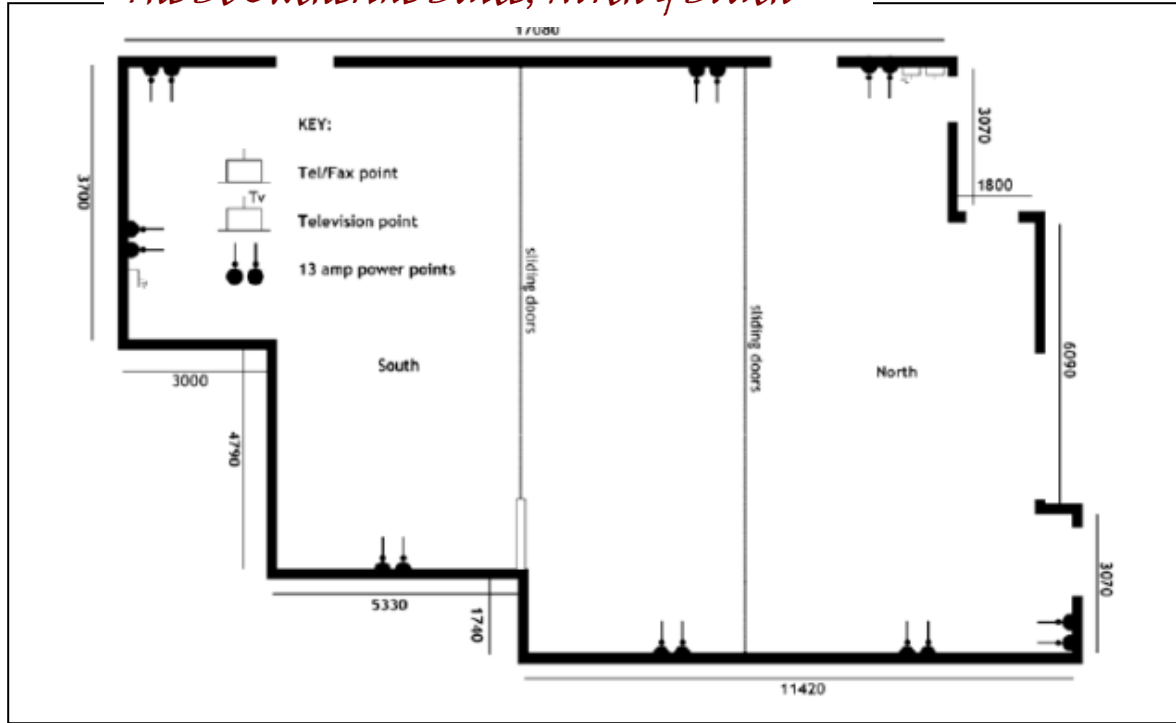 17080
3700
KEY:
Tel/Fax point
Tv
Television point
13 amp power points
3070
1800
sliding doors
sliding doors
South
North
6090
3000
4790
5330
1740
3070
11420